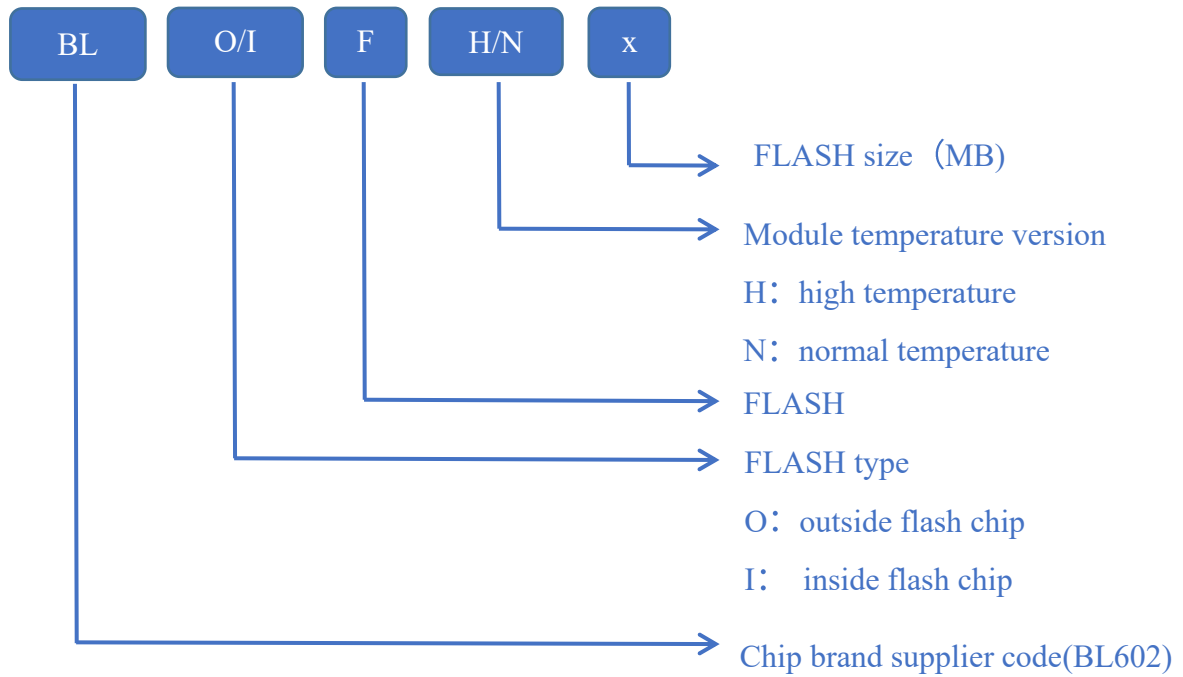 BL O/I F H/N x
FLASH size（MB)
Module temperature version
H：high temperature
N：normal temperature
FLASH
FLASH type
O：outside flash chip
I： inside flash chip
Chip brand supplier code(BL602)